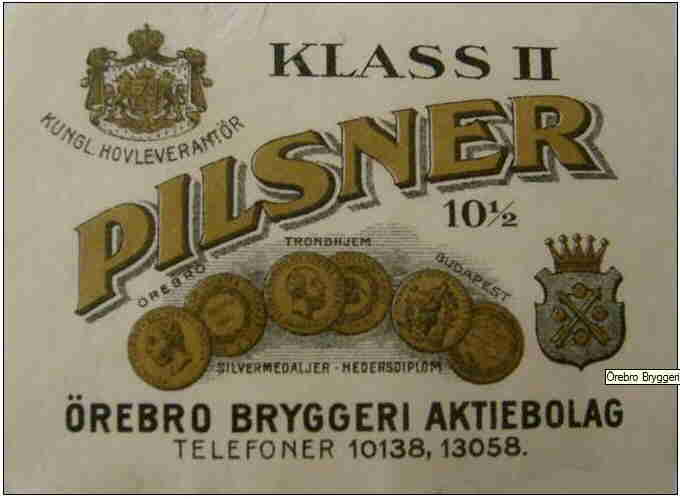 KLASS II
KUNGL. HOVLEVERANTÖR
PILSNER
10½
ÖREBRO
TRONDHJEM
BUDAPEST
SILVERMEDALJER - HEDERSDIPLOM
Örebro Bryggeri
ÖREBRO BRYGGERI AKTIEBOLAG
TELEFONER 10138, 13058.